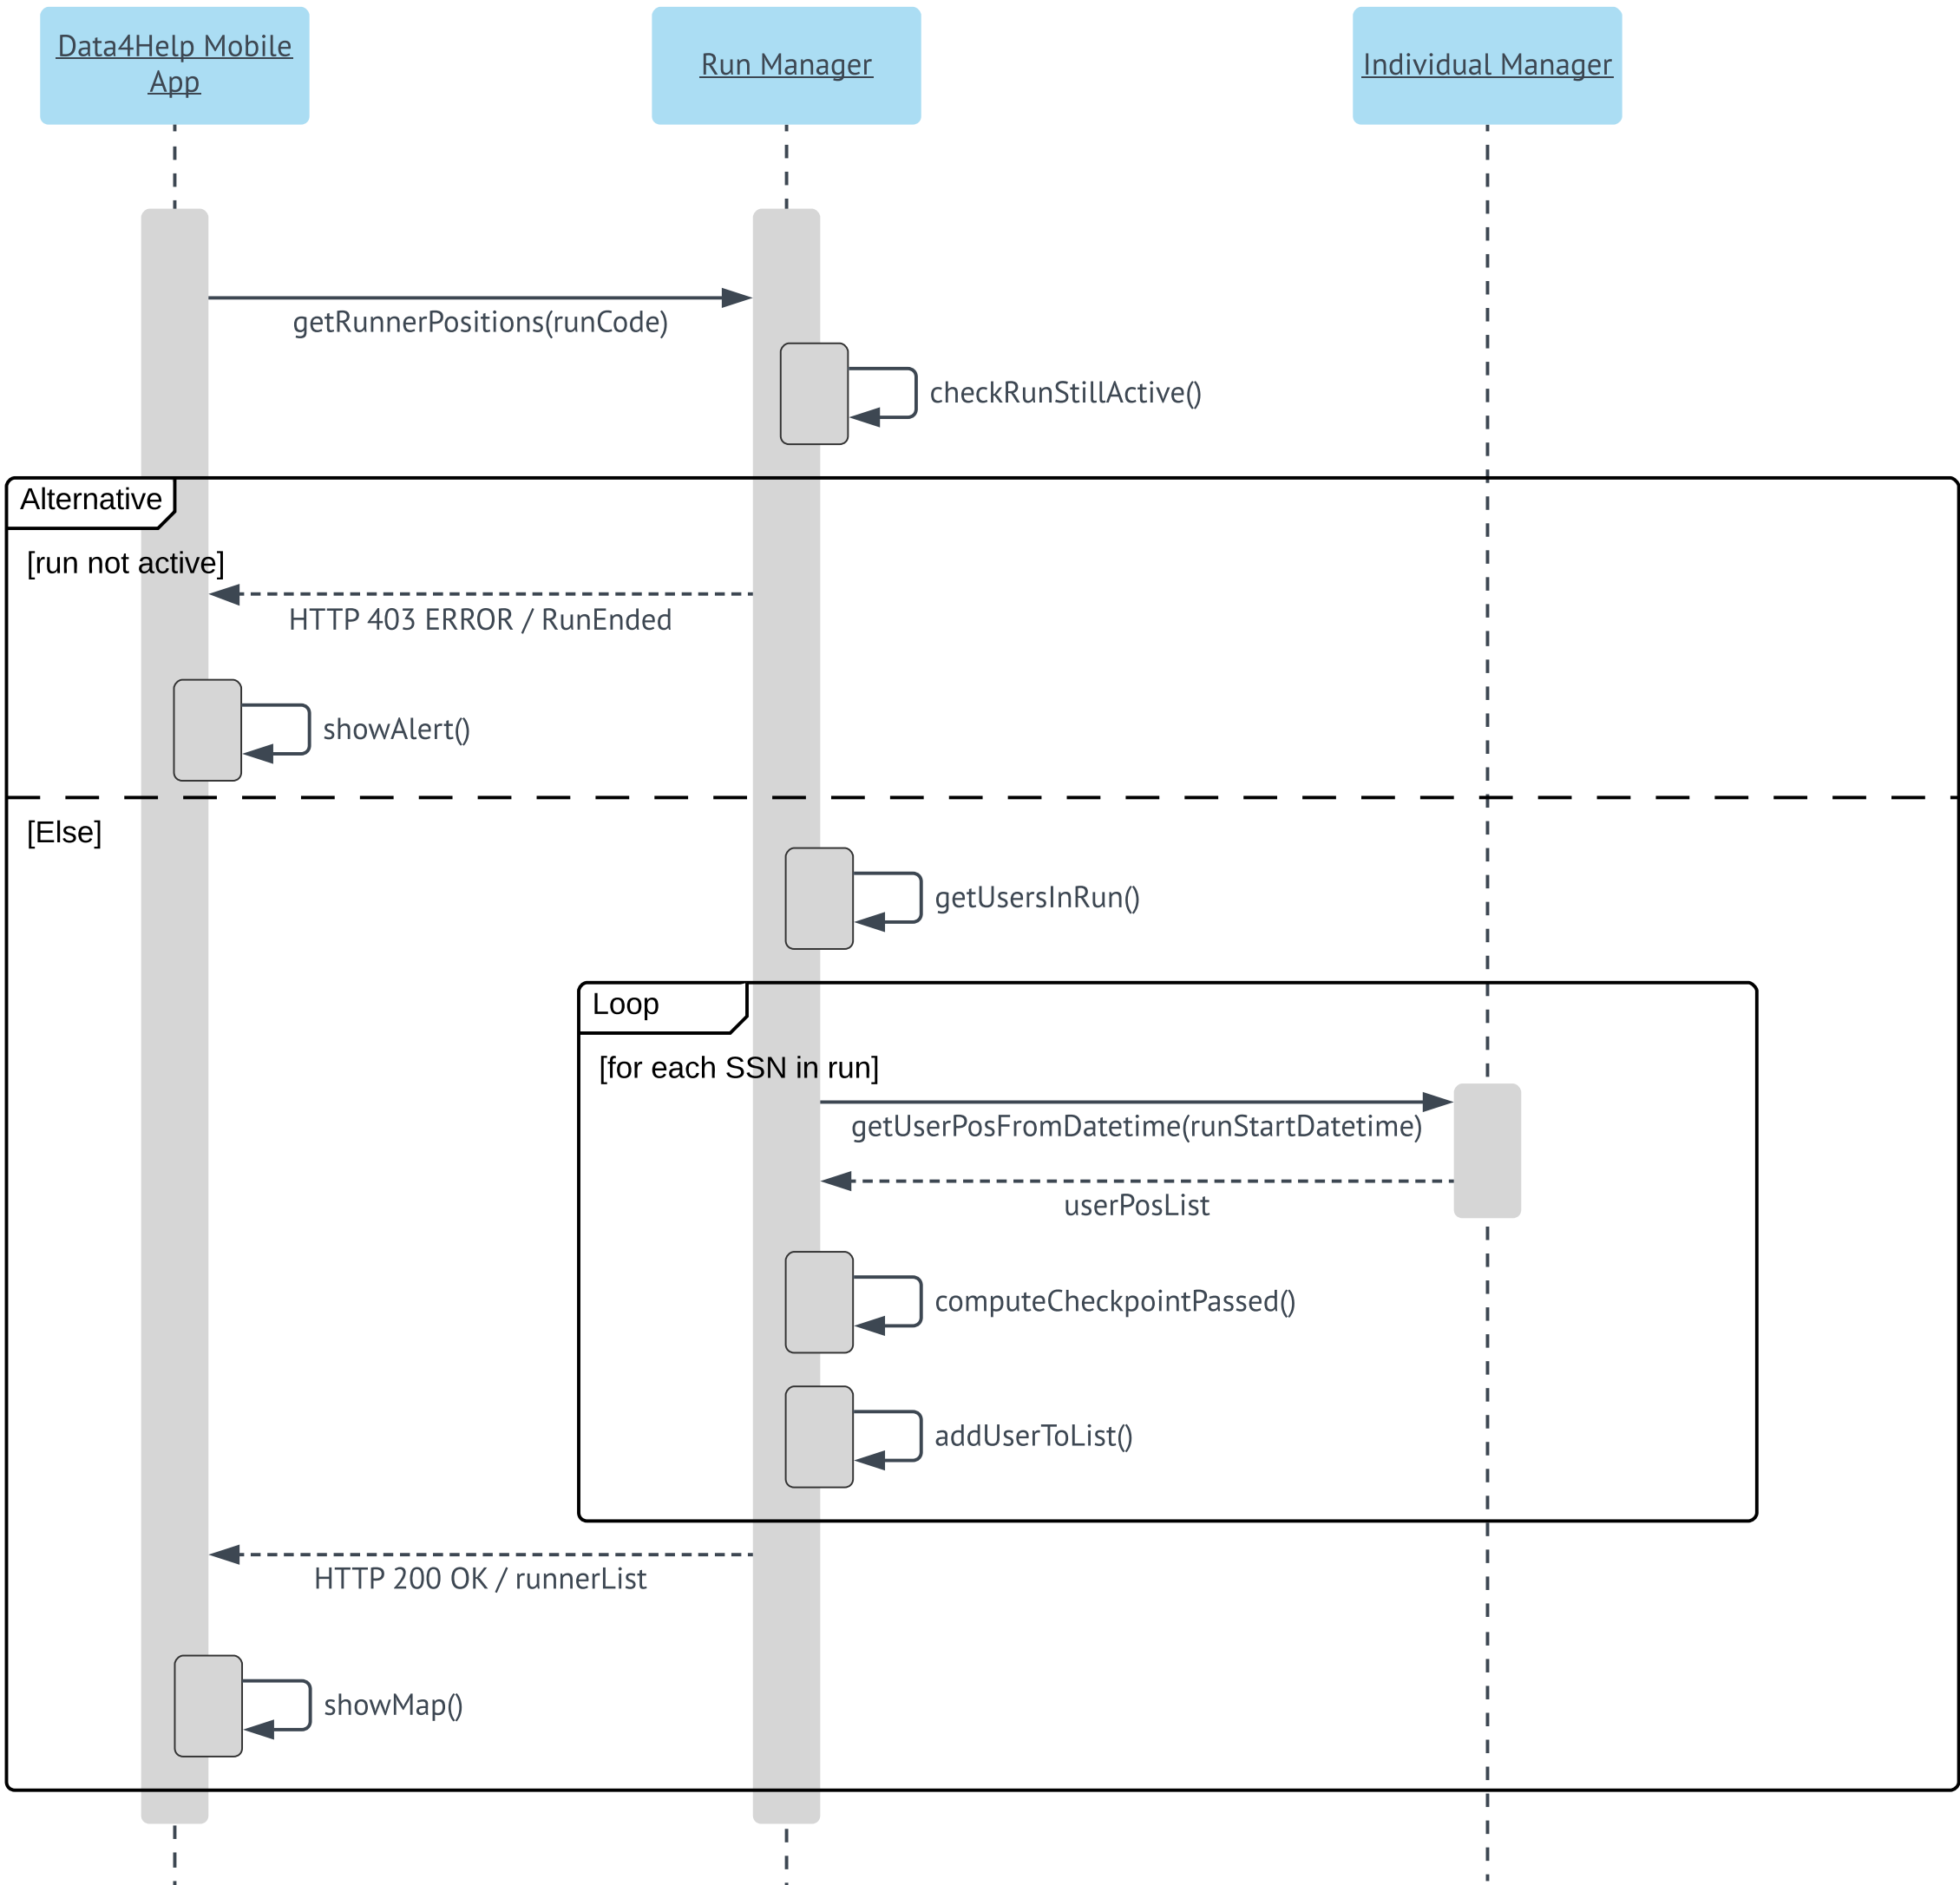 Data4Help Mobile
App
Run Manager
Individual Manager
getRunnerPositions(runCode)
checkRunStillActive()
Alternative
[run not active]
HTTP 403 ERROR / RunEnded
showAlert()
[Else]
getUsersInRun()
Loop
[for each SSN in run]
getUserPosFromDatetime(runStartDatetime)
userPosList
computeCheckpointPassed()
addUserToList()
HTTP 200 OK / runnerList
showMap()